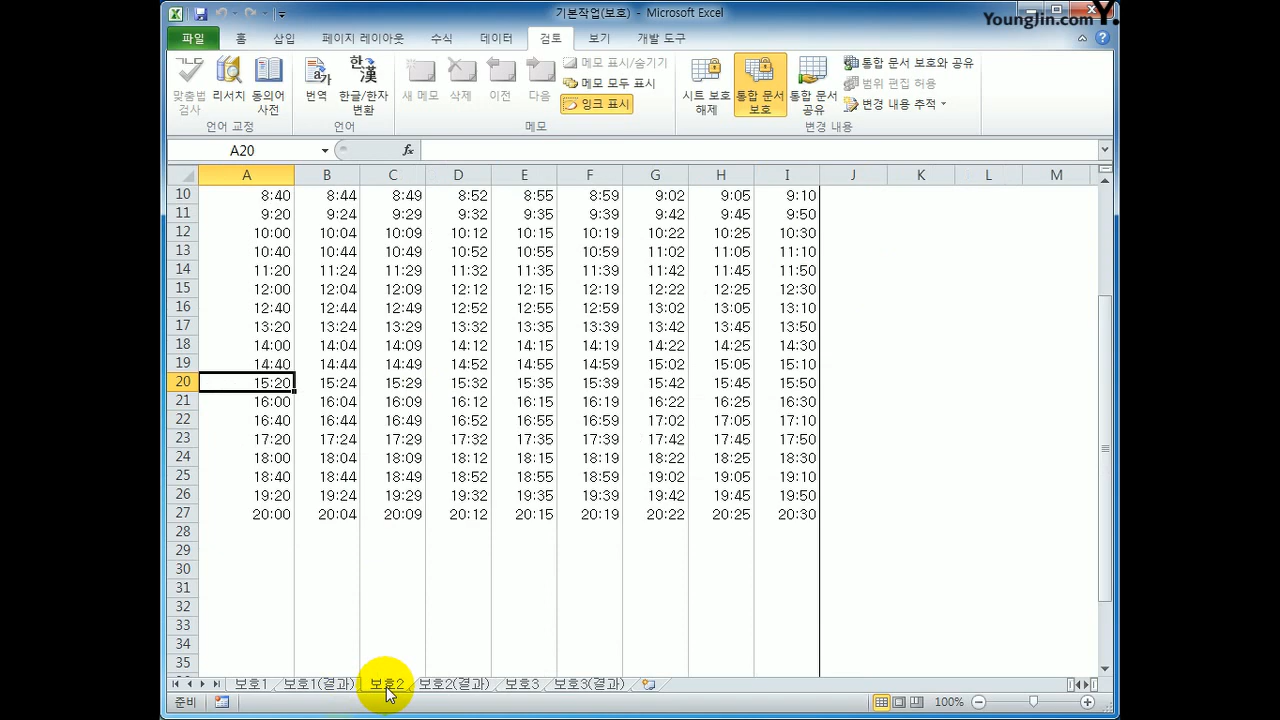 기본작업(보호) - Microsoft Excel
YoungJin.com Y.
파일 홈 삽입 페이지 레이아웃 수식 데이터 검토 보기 개발 도구
맞춤법 검사 리서치 동의어 사전 번역 한글/한자 변환 새 메모 삭제 이전 다음 메모 표시/숨기기 메모 모두 표시 잉크 표시 시트 보호 해제 통합 문서 보호 통합 문서 공유 통합 문서 보호와 공유 범위 편집 허용 변경 내용 추적
언어 교정 언어 메모 변경 내용
A20 fx
A B C D E F G H I J K L M
10 8:40 8:44 8:49 8:52 8:55 8:59 9:02 9:05 9:10
11 9:20 9:24 9:29 9:32 9:35 9:39 9:42 9:45 9:50
12 10:00 10:04 10:09 10:12 10:15 10:19 10:22 10:25 10:30
13 10:40 10:44 10:49 10:52 10:55 10:59 11:02 11:05 11:10
14 11:20 11:24 11:29 11:32 11:35 11:39 11:42 11:45 11:50
15 12:00 12:04 12:09 12:12 12:15 12:19 12:22 12:25 12:30
16 12:40 12:44 12:49 12:52 12:55 12:59 13:02 13:05 13:10
17 13:20 13:24 13:29 13:32 13:35 13:39 13:42 13:45 13:50
18 14:00 14:04 14:09 14:12 14:15 14:19 14:22 14:25 14:30
19 14:40 14:44 14:49 14:52 14:55 14:59 15:02 15:05 15:10
20 15:20 15:24 15:29 15:32 15:35 15:39 15:42 15:45 15:50
21 16:00 16:04 16:09 16:12 16:15 16:19 16:22 16:25 16:30
22 16:40 16:44 16:49 16:52 16:55 16:59 17:02 17:05 17:10
23 17:20 17:24 17:29 17:32 17:35 17:39 17:42 17:45 17:50
24 18:00 18:04 18:09 18:12 18:15 18:19 18:22 18:25 18:30
25 18:40 18:44 18:49 18:52 18:55 18:59 19:02 19:05 19:10
26 19:20 19:24 19:29 19:32 19:35 19:39 19:42 19:45 19:50
27 20:00 20:04 20:09 20:12 20:15 20:19 20:22 20:25 20:30
28
29
30
31
32
33
34
35
보호1 보호1(결과) 보호2 보호2(결과) 보호3 보호3(결과)
준비 100%